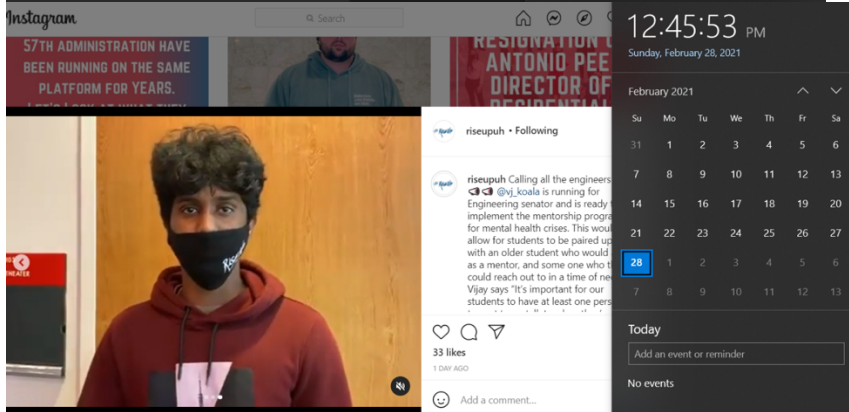 Instagram
Search
57TH ADMINISTRATION HAVE
BEEN RUNNING ON THE SAME
PLATFORM FOR YEARS.
RESIGNATION
ANTONIO PEE
DIRECTOR OF
THEATER
riseupuh • Following
riseupuh Calling all the engineers
@vj_koala is running for
Engineering senator and is ready
implement the mentorship progra
for mental health crises. This woul
allow for students to be paired up
with an older student who would
as a mentor, and some one who t
could reach out to in a time of ne
Vijay says "It's important for our
students to have at least one pers
33 likes
1 DAY AGO
Add a comment...
12:45:53 PM
Sunday, February 28, 2021
February 2021
Su Mo Tu We Th Fr Sa
31 1 2 3 4 5 6
7 8 9 10 11 12 13
14 15 16 17 18 19 20
21 22 23 24 25 26 27
28 1 2 3 4 5 6
7 8 9 10 11 12 13
Today
Add an event or reminder
No events